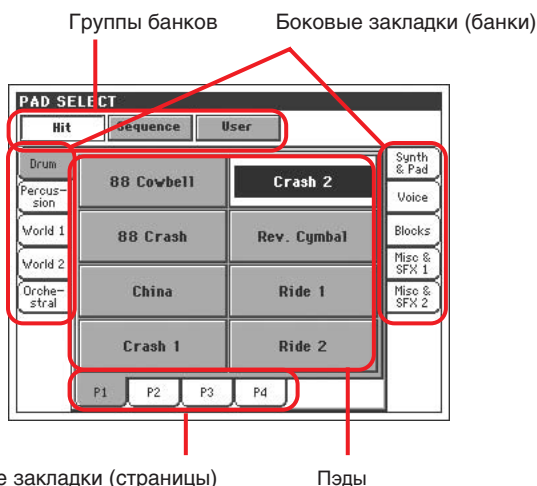 Группы банков
Боковые закладки (банки)
PAD SELECT
Hit
Sequence
User
Drum
Percus-
sion
World 1
World 2
Orche-
stral
88 Cowbell
Crash 2
88 Crash
Rev. Cymbal
China
Ride 1
Crash 1
Ride 2
Synth
& Pad
Voice
Blocks
Misc &
SFX 1
Misc &
SFX 2
P1
P2
P3
P4
е закладки (страницы)
Пэды